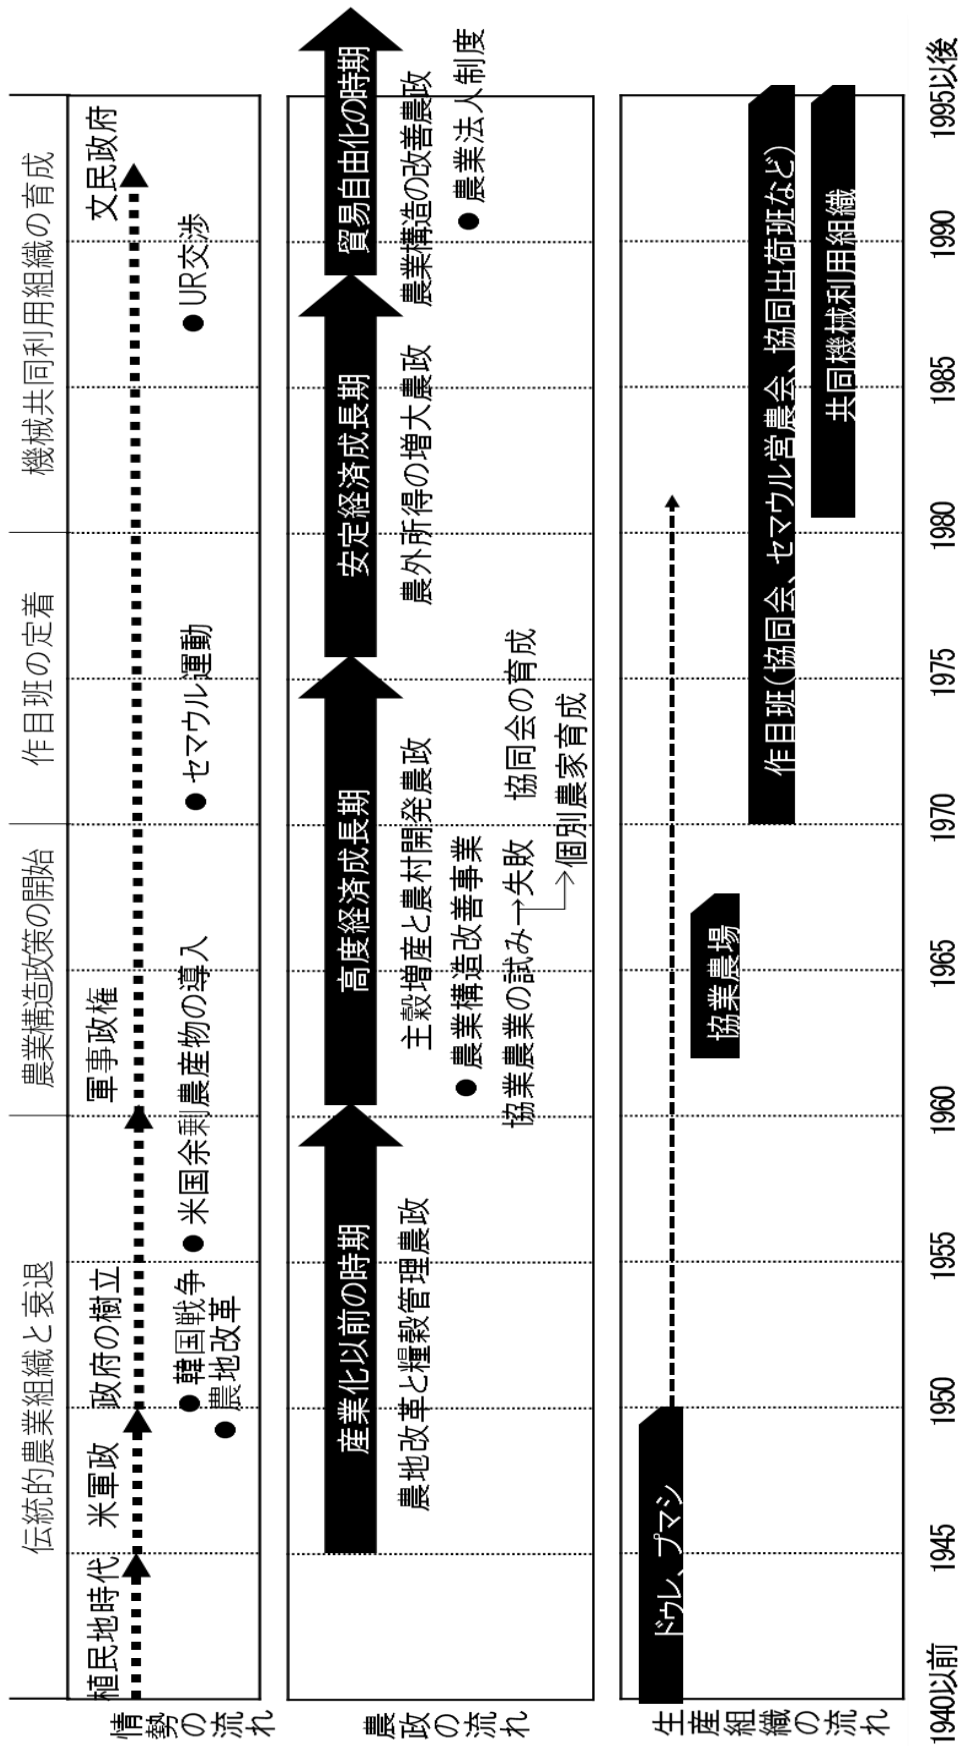 伝統的農業組織と衰退
農業構造政策の開始
作目班の定着
機械共同利用組織の育成
情勢の流れ
植民地時代
米軍政
政府の樹立
軍事政権
文民政府
●韓国戦争
●農地改革
●米国余剰農産物の導入
●セマウル運動
●UR交渉
農政の流れ
産業化以前の時期
高度経済成長期
安定経済成長期
貿易自由化の時期
農地改革と糧穀管理農政
主穀増産と農村開発農政
農外所得の増大農政
農業構造の改善農政
●農業構造改善事業
●農業法人制度
協業農業の試み→失敗
協同会の育成
→個別農家育成
生産組織の流れ
ドゥレ、プマシ
協業農場
作目班(協同会、セマウル営農会、協同出荷班など)
共同機械利用組織
1940以前
1945
1950
1955
1960
1965
1970
1975
1980
1985
1990
1995以後